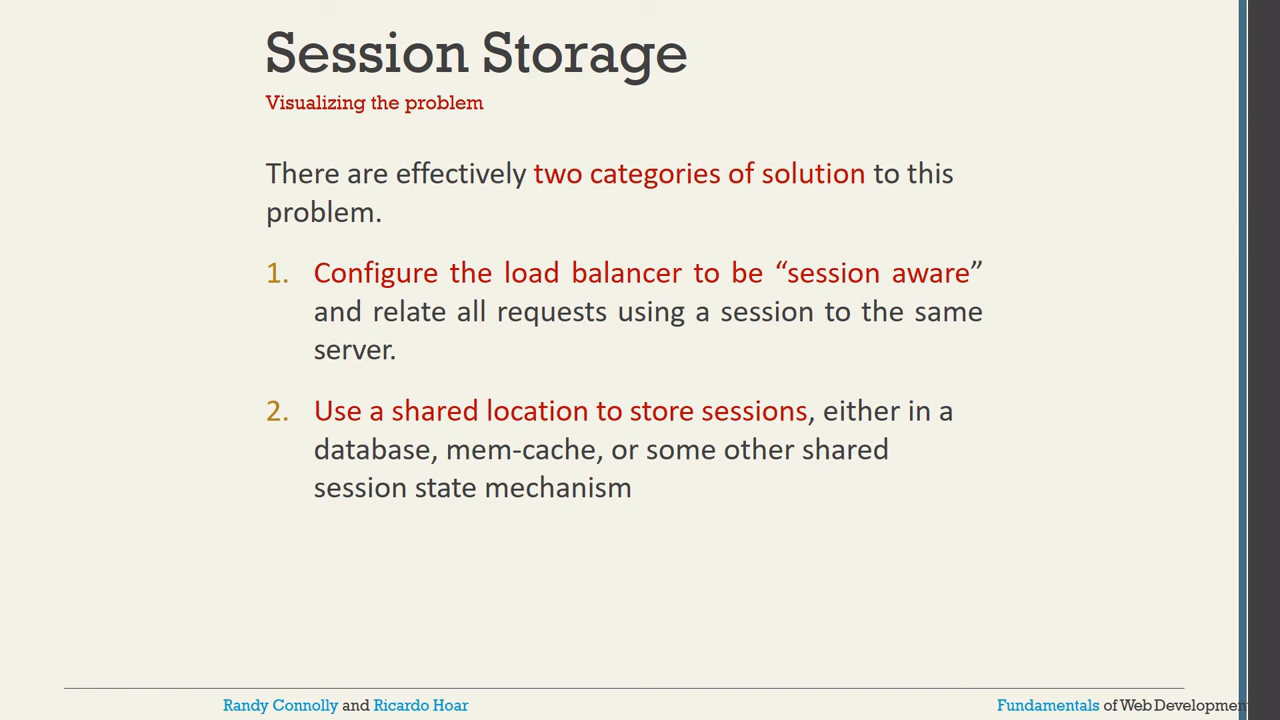 Session Storage
Visualizing the problem
There are effectively two categories of solution to this
problem.
1. Configure the load balancer to be “session aware”
and relate all requests using a session to the same
server.
2. Use a shared location to store sessions, either in a
database, mem-cache, or some other shared
session state mechanism
Randy Connolly and Ricardo Hoar
Fundamentals of Web Development